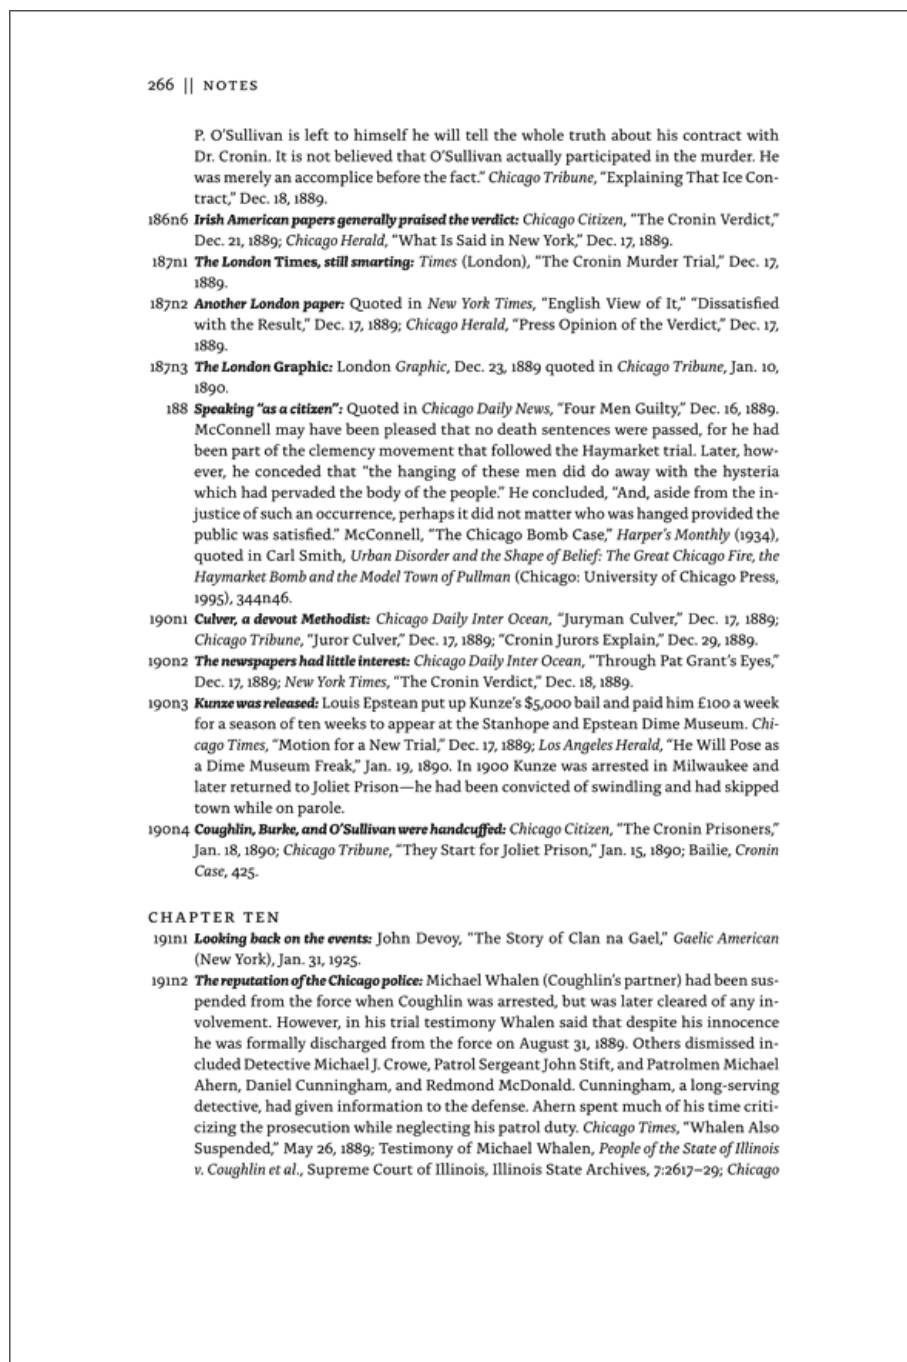 266 || NOTES
P. O’Sullivan is left to himself he will tell the whole truth about his contract with
Dr. Cronin. It is not believed that O’Sullivan actually participated in the murder. He
was merely an accomplice before the fact.” Chicago Tribune, “Explaining That Ice Con-
tract,” Dec. 18, 1889.
186n6 Irish American papers generally praised the verdict: Chicago Citizen, “The Cronin Verdict,”
Dec. 21, 1889; Chicago Herald, “What Is Said in New York,” Dec. 17, 1889.
187n1 The London Times, still smarting: Times (London), “The Cronin Murder Trial,” Dec. 17,
1889.
187n2 Another London paper: Quoted in New York Times, “English View of It,” “Dissatisfied
with the Result,” Dec. 17, 1889; Chicago Herald, “Press Opinion of the Verdict,” Dec. 17,
1889.
187n3 The London Graphic: London Graphic, Dec. 23, 1889 quoted in Chicago Tribune, Jan. 10,
1890.
188 Speaking “as a citizen”: Quoted in Chicago Daily News, “Four Men Guilty,” Dec. 16, 1889.
McConnell may have been pleased that no death sentences were passed, for he had
been part of the clemency movement that followed the Haymarket trial. Later, how-
ever, he conceded that “the hanging of these men did do away with the hysteria
which had pervaded the body of the people.” He concluded, “And, aside from the in-
justice of such an occurrence, perhaps it did not matter who was hanged provided the
public was satisfied.” McConnell, “The Chicago Bomb Case,” Harper’s Monthly (1934),
quoted in Carl Smith, Urban Disorder and the Shape of Belief: The Great Chicago Fire, the
Haymarket Bomb and the Model Town of Pullman (Chicago: University of Chicago Press,
1995), 344n46.
190n1 Culver, a devout Methodist: Chicago Daily Inter Ocean, “Juryman Culver,” Dec. 17, 1889;
Chicago Tribune, “Juror Culver,” Dec. 17, 1889; “Cronin Jurors Explain,” Dec. 29, 1889.
190n2 The newspapers had little interest: Chicago Daily Inter Ocean, “Through Pat Grant’s Eyes,”
Dec. 17, 1889; New York Times, “The Cronin Verdict,” Dec. 18, 1889.
190n3 Kunze was released: Louis Epstean put up Kunze’s $5,000 bail and paid him £100 a week
for a season of ten weeks to appear at the Stanhope and Epstean Dime Museum. Chi-
cago Times, “Motion for a New Trial,” Dec. 17, 1889; Los Angeles Herald, “He Will Pose as
a Dime Museum Freak,” Jan. 19, 1890. In 1900 Kunze was arrested in Milwaukee and
later returned to Joliet Prison—he had been convicted of swindling and had skipped
town while on parole.
190n4 Coughlin, Burke, and O’Sullivan were handcuffed: Chicago Citizen, “The Cronin Prisoners,”
Jan. 18, 1890; Chicago Tribune, “They Start for Joliet Prison,” Jan. 15, 1890; Bailie, Cronin
Case, 425.
CHAPTER TEN
191n1 Looking back on the events: John Devoy, “The Story of Clan na Gael,” Gaelic American
(New York), Jan. 31, 1925.
191n2 The reputation of the Chicago police: Michael Whalen (Coughlin’s partner) had been sus-
pended from the force when Coughlin was arrested, but was later cleared of any in-
volvement. However, in his trial testimony Whalen said that despite his innocence
he was formally discharged from the force on August 31, 1889. Others dismissed in-
cluded Detective Michael J. Crowe, Patrol Sergeant John Stift, and Patrolmen Michael
Ahern, Daniel Cunningham, and Redmond McDonald. Cunningham, a long-serving
detective, had given information to the defense. Ahern spent much of his time criti-
cizing the prosecution while neglecting his patrol duty. Chicago Times, “Whalen Also
Suspended,” May 26, 1889; Testimony of Michael Whalen, People of the State of Illinois
v. Coughlin et al., Supreme Court of Illinois, Illinois State Archives, 7:2617–29; Chicago